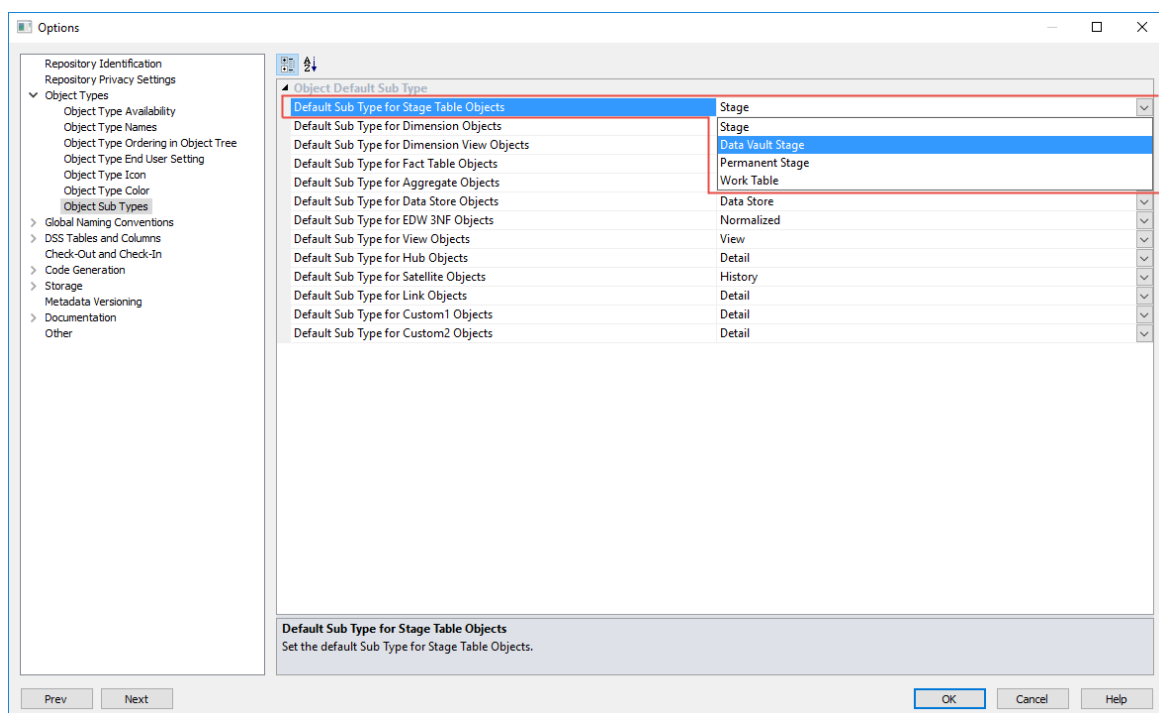 Options
Repository Identification
Repository Privacy Settings
Object Types
Object Type Availability
Object Type Names
Object Type Ordering in Object Tree
Object Type End User Setting
Object Type Icon
Object Type Color
Object Sub Types
Global Naming Conventions
DSS Tables and Columns
Check-Out and Check-In
Code Generation
Storage
Metadata Versioning
Documentation
Other
Object Default Sub Type
Default Sub Type for Stage Table Objects Stage
Default Sub Type for Dimension Objects Stage
Default Sub Type for Dimension View Objects Data Vault Stage
Default Sub Type for Fact Table Objects Permanent Stage
Default Sub Type for Aggregate Objects Work Table
Default Sub Type for Data Store Objects Data Store
Default Sub Type for EDW 3NF Objects Normalized
Default Sub Type for View Objects View
Default Sub Type for Hub Objects Detail
Default Sub Type for Satellite Objects History
Default Sub Type for Link Objects Detail
Default Sub Type for Custom1 Objects Detail
Default Sub Type for Custom2 Objects Detail
Default Sub Type for Stage Table Objects
Set the default Sub Type for Stage Table Objects.
Prev Next OK Cancel Help